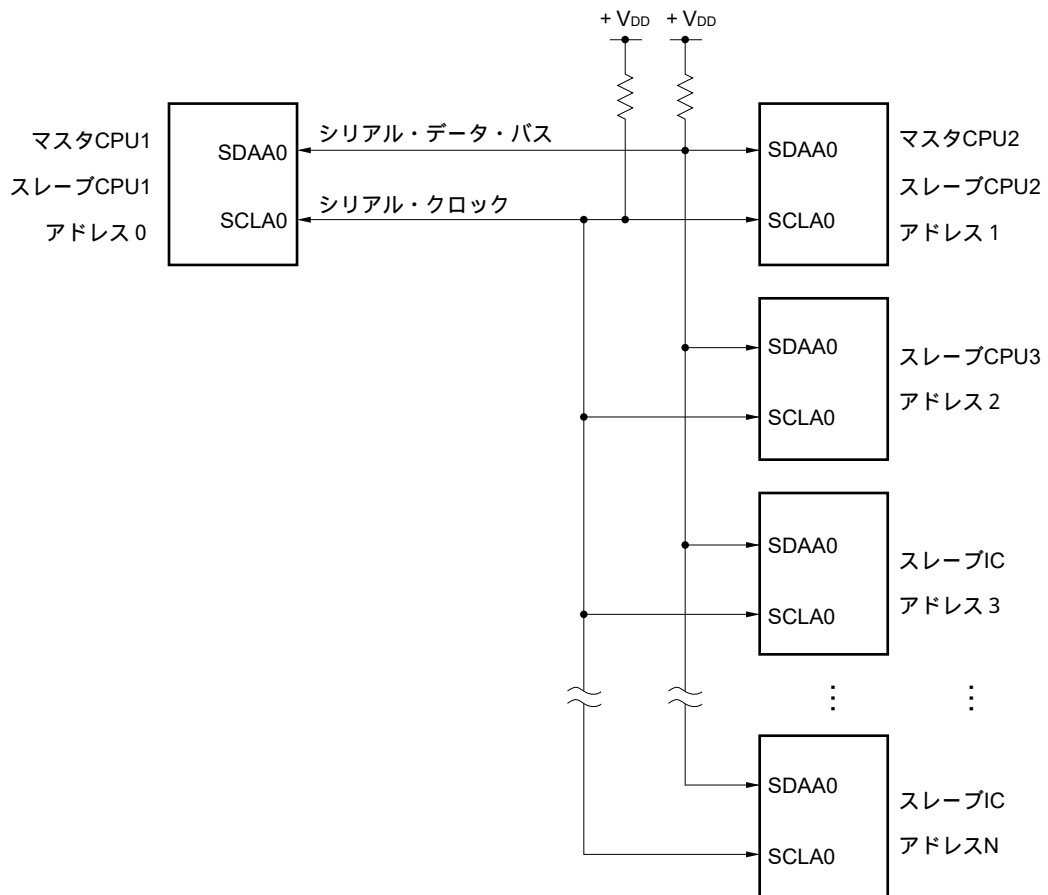 + VDD + VDD
マスタCPU1
スレーブCPU1
アドレス 0
SDAA0
SCLA0
シリアル・データ・バス
シリアル・クロック
SDAA0
SCLA0
マスタCPU2
スレーブCPU2
アドレス 1
SDAA0
SCLA0
スレーブCPU3
アドレス 2
SDAA0
SCLA0
スレーブIC
アドレス 3
SDAA0
SCLA0
スレーブIC
アドレスN